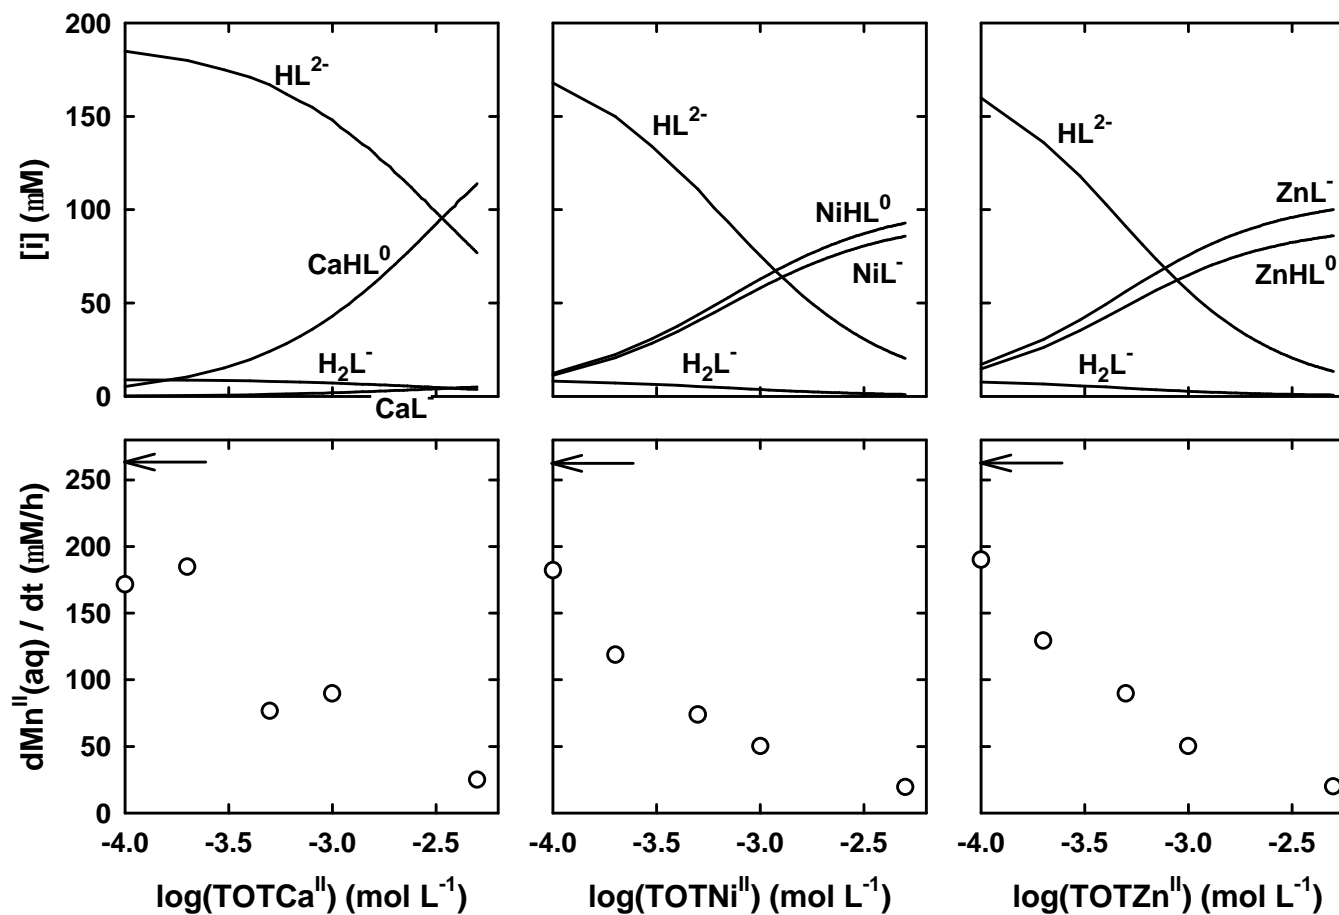 200
150
100
50
0
[i] (mM)
HL²⁻
CaHL⁰
H₂L⁻
CaL⁻
HL²⁻
NiHL⁰
NiL⁻
H₂L⁻
HL²⁻
ZnL⁻
ZnHL⁰
H₂L⁻
250
200
150
100
50
0
dMnᴵᴵ(aq) / dt (mM/h)
-4.0 -3.5 -3.0 -2.5
-4.0 -3.5 -3.0 -2.5
-4.0 -3.5 -3.0 -2.5
log(TOTCaᴵᴵ) (mol L⁻¹)
log(TOTNiᴵᴵ) (mol L⁻¹)
log(TOTZnᴵᴵ) (mol L⁻¹)